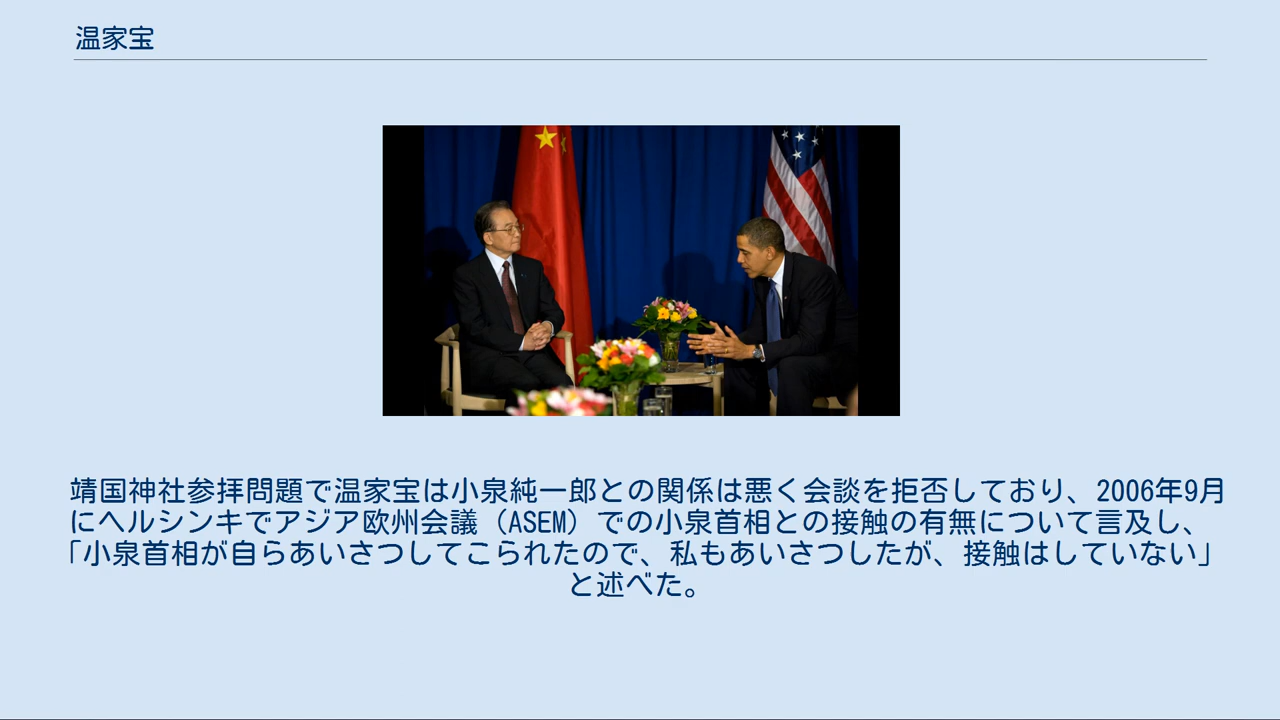 温家宝
靖国神社参拝問題で温家宝は小泉純一郎との関係は悪く会談を拒否しており、2006年9月
にヘルシンキでアジア欧州会議（ASEM）での小泉首相との接触の有無について言及し、
「小泉首相が自らあいさつしてこられたので、私もあいさつしたが、接触はしていない」
と述べた。